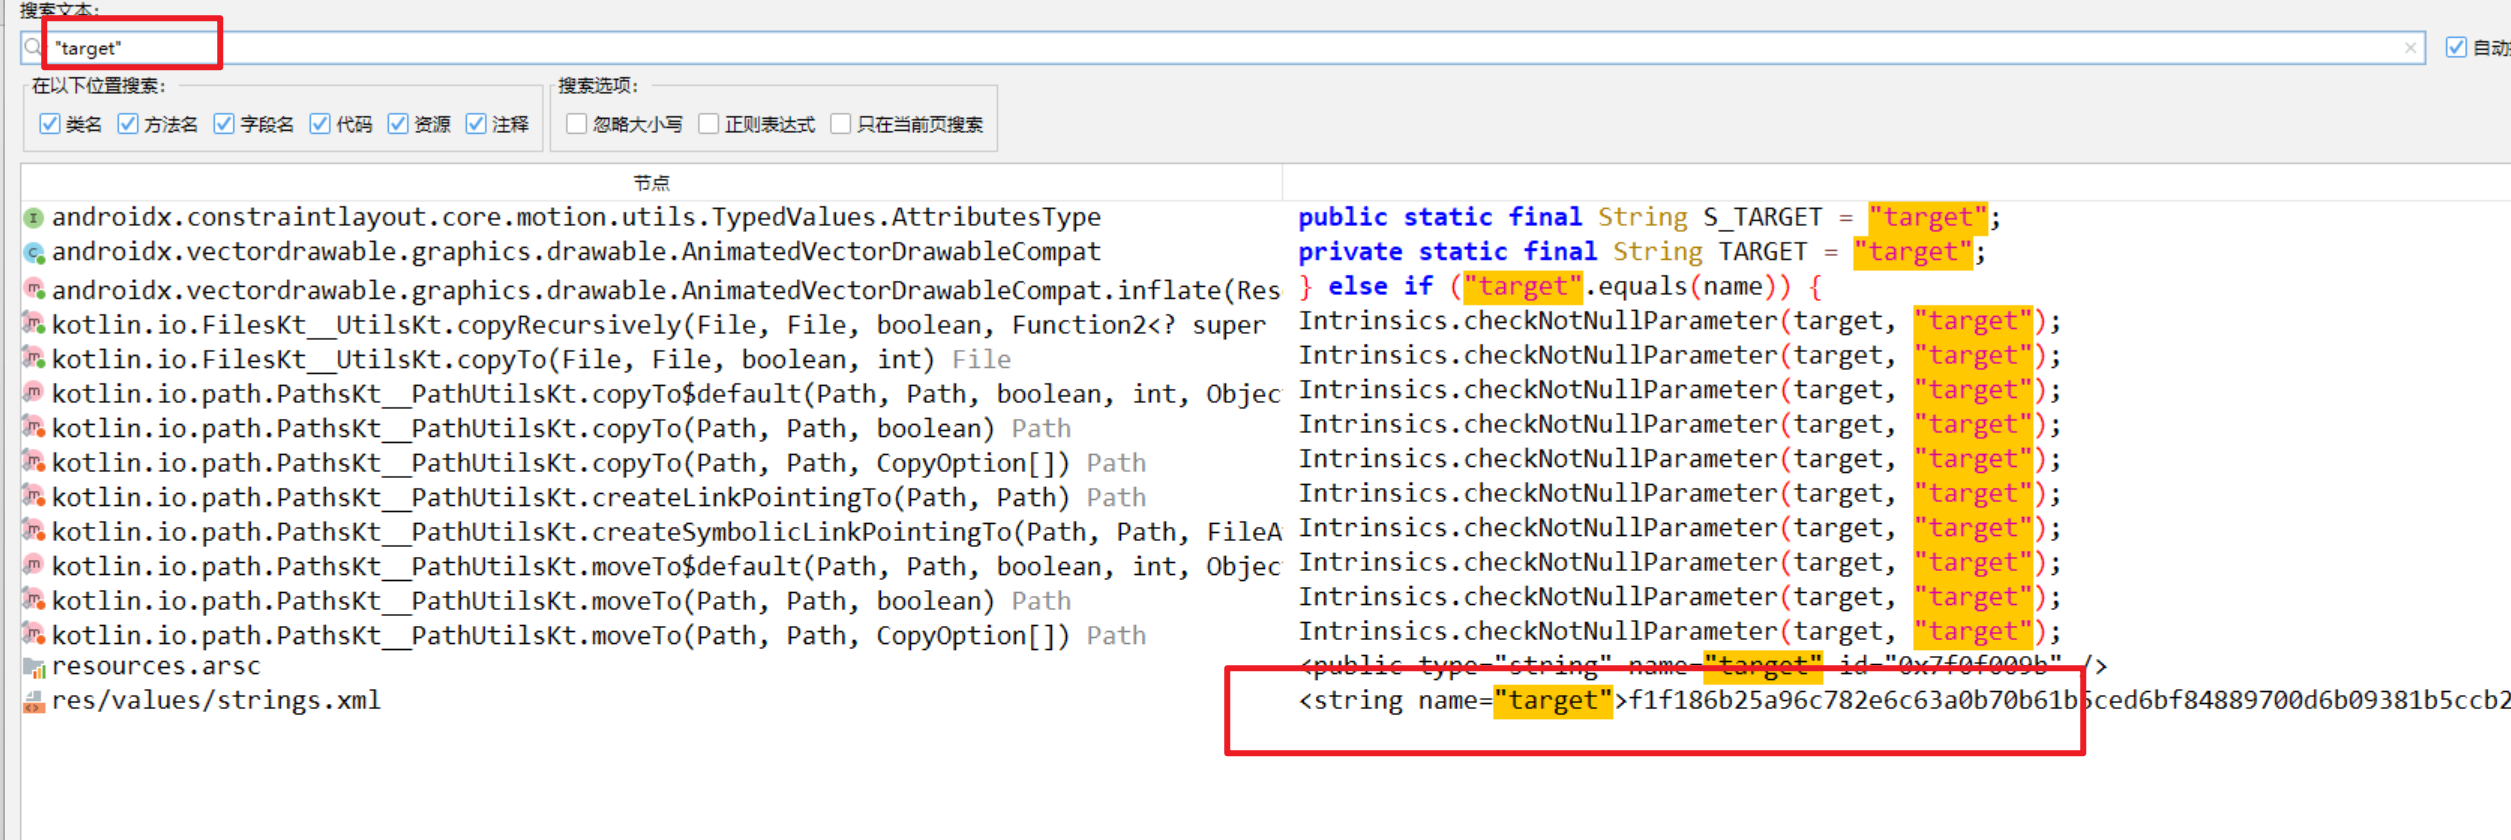 搜索文本:
"target"
自动
在以下位置搜索:
搜索选项:
类名 方法名 字段名 代码 资源 注释 忽略大小写 正则表达式 只在当前页搜索
节点
androidx.constraintlayout.core.motion.utils.TypedValues.AttributesType public static final String S_TARGET = "target";
androidx.vectordrawable.graphics.drawable.AnimatedVectorDrawableCompat private static final String TARGET = "target";
androidx.vectordrawable.graphics.drawable.AnimatedVectorDrawableCompat.inflate(Res } else if ("target".equals(name)) {
kotlin.io.FilesKt__UtilsKt.copyRecursively(File, File, boolean, Function2<? super Intrinsics.checkNotNullParameter(target, "target");
kotlin.io.FilesKt__UtilsKt.copyTo(File, File, boolean, int) File Intrinsics.checkNotNullParameter(target, "target");
kotlin.io.path.PathsKt__PathUtilsKt.copyTo$default(Path, Path, boolean, int, Objec Intrinsics.checkNotNullParameter(target, "target");
kotlin.io.path.PathsKt__PathUtilsKt.copyTo(Path, Path, boolean) Path Intrinsics.checkNotNullParameter(target, "target");
kotlin.io.path.PathsKt__PathUtilsKt.copyTo(Path, Path, CopyOption[]) Path Intrinsics.checkNotNullParameter(target, "target");
kotlin.io.path.PathsKt__PathUtilsKt.createLinkPointingTo(Path, Path) Path Intrinsics.checkNotNullParameter(target, "target");
kotlin.io.path.PathsKt__PathUtilsKt.createSymbolicLinkPointingTo(Path, Path, FileA Intrinsics.checkNotNullParameter(target, "target");
kotlin.io.path.PathsKt__PathUtilsKt.moveTo$default(Path, Path, boolean, int, Objec Intrinsics.checkNotNullParameter(target, "target");
kotlin.io.path.PathsKt__PathUtilsKt.moveTo(Path, Path, boolean) Path Intrinsics.checkNotNullParameter(target, "target");
kotlin.io.path.PathsKt__PathUtilsKt.moveTo(Path, Path, CopyOption[]) Path Intrinsics.checkNotNullParameter(target, "target");
resources.arsc <public type="string" name="target" id="0x7f0f009b" />
res/values/strings.xml <string name="target">f1f186b25a96c782e6c63a0b70b61b5ced6bf84889700d6b09381b5ccb2